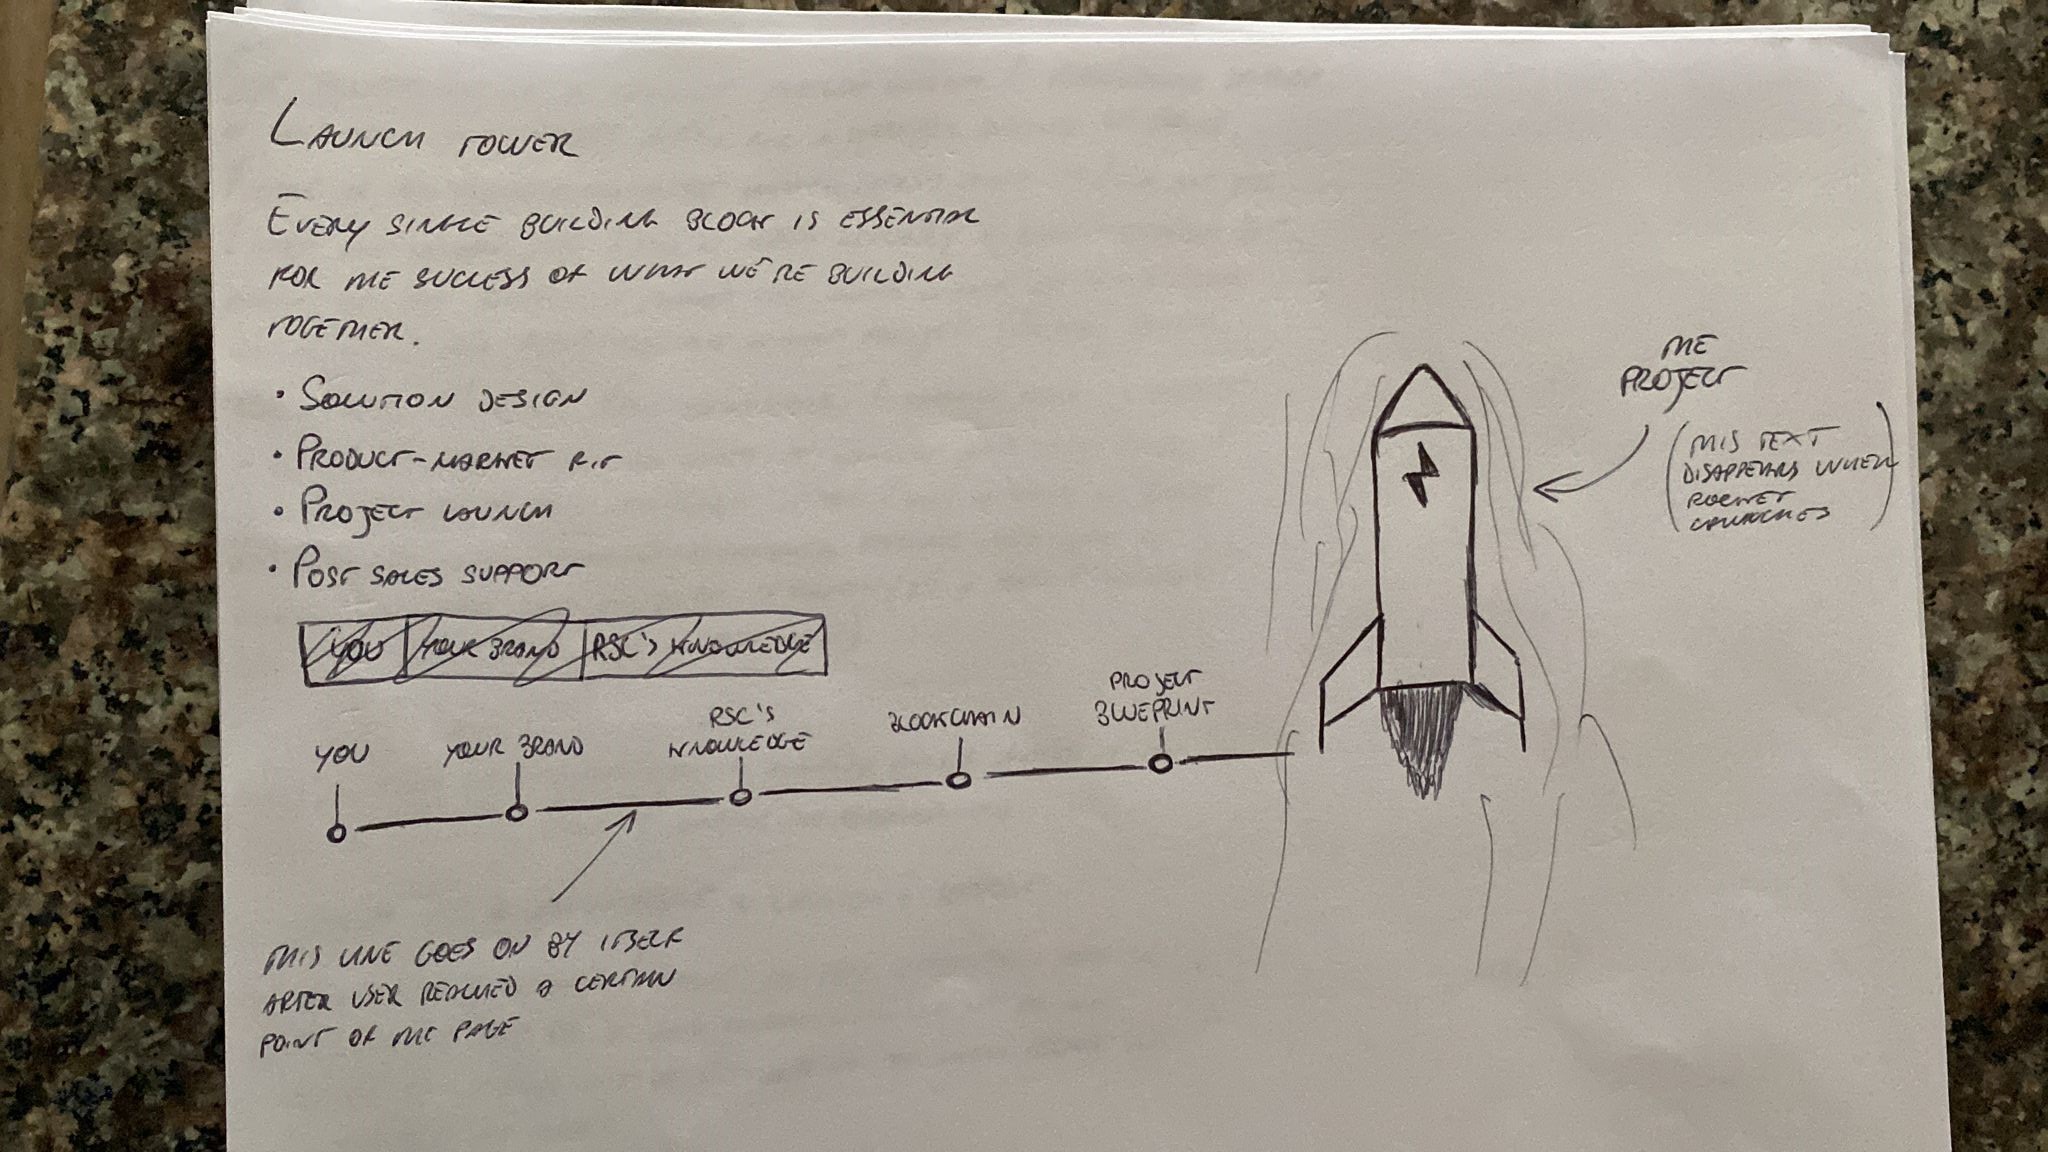 LAUNCH TOWER
EVERY SINGLE BUILDING BLOCK IS ESSENTIAL
FOR THE SUCCESS OF WHAT WE'RE BUILDING
TOGETHER.
• SOLUTION DESIGN
• PRODUCT-MARKET FIT
• PROJECT LAUNCH
• POST SALES SUPPORT
YOU YOUR BRAND RSC'S KNOWLEDGE
YOU
YOUR BRAND
RSC'S
KNOWLEDGE
BLOCKCHAIN
PROJECT
BLUEPRINT
THE
PROJECT
(THIS TEXT
DISAPPEARS WHEN
ROCKET
LAUNCHES)
THIS LINE GOES ON BY ITSELF
AFTER USER REACHED A CERTAIN
POINT OF THE PAGE